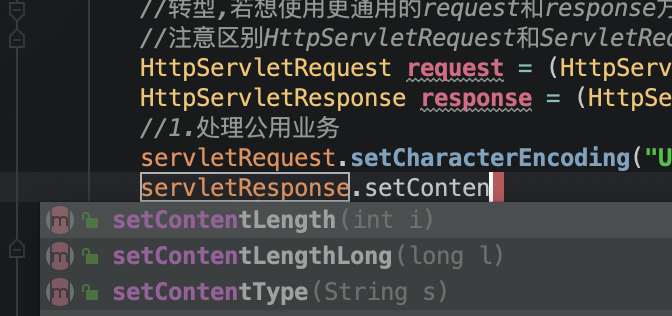 //转型,若想使用更通用的request和response方
//注意区别HttpServletRequest和ServletReq
HttpServletRequest request = (HttpServ
HttpServletResponse response = (HttpSe
//1.处理公用业务
servletRequest.setCharacterEncoding("U
servletResponse.setConten
m setContentLength(int i)
m setContentLengthLong(long l)
m setContentType(String s)